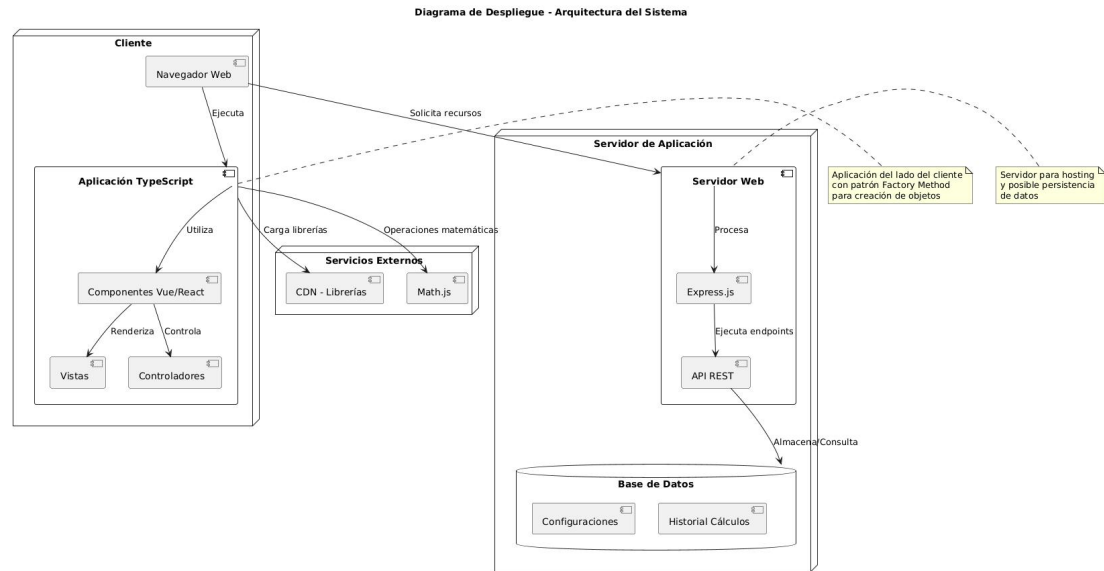 Diagrama de Despliegue - Arquitectura del Sistema
Cliente
Navegador Web
Ejecuta
Solicita recursos
Aplicación TypeScript
Utiliza
Carga librerías
Operaciones matemáticas
Componentes Vue/React
Renderiza
Controla
Vistas
Controladores
Servicios Externos
CDN - Librerías
Math.js
Servidor de Aplicación
Servidor Web
Procesa
Express.js
Ejecuta endpoints
API REST
Almacena/Consulta
Base de Datos
Configuraciones
Historial Cálculos
Aplicación del lado del cliente
con patrón Factory Method
para creación de objetos
Servidor para hosting
y posible persistencia
de datos